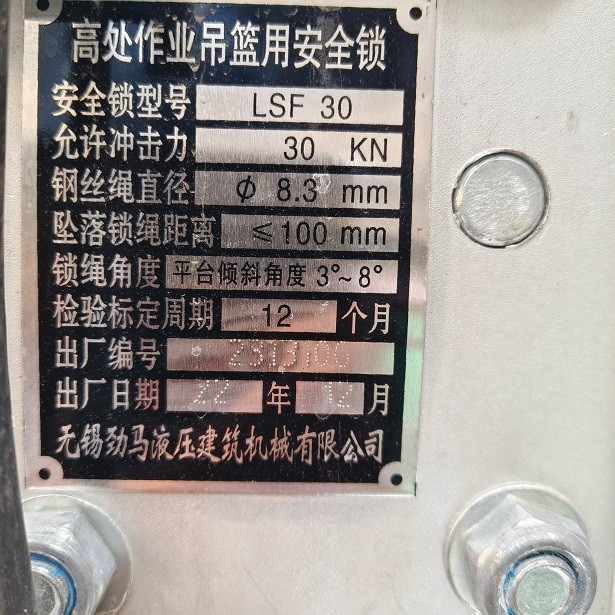 高处作业吊篮用安全锁
安全锁型号 LSF 30
允许冲击力 30 KN
钢丝绳直径 Φ 8.3 mm
坠落锁绳距离 ≤100 mm
锁绳角度 平台倾斜角度 3°~8°
检验标定周期 12 个月
出厂编号
出厂日期 22 年 12 月
无锡劲马液压建筑机械有限公司